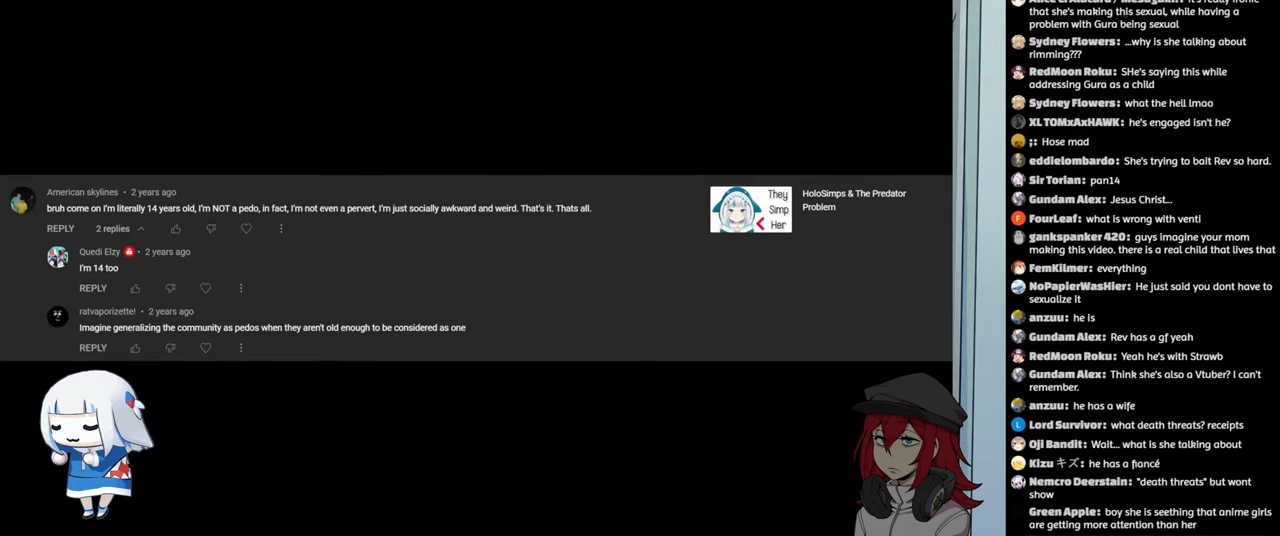 American skylines • 2 years ago
bruh come on I'm literally 14 years old, I'm NOT a pedo, in fact, I'm not even a pervert, I'm just socially awkward and weird. That's it. Thats all.
REPLY 2 replies
Quedi Elzy • 2 years ago
I'm 14 too
REPLY
ratvaporizette! • 2 years ago
Imagine generalizing the community as pedos when they aren't old enough to be considered as one
REPLY
They
Simp
Her
HoloSimps & The Predator
Problem
that she's making this sexual, while having a
problem with Gura being sexual
Sydney Flowers: ...why is she talking about
rimming???
RedMoon Roku: SHe's saying this while
addressing Gura as a child
Sydney Flowers: what the hell lmao
XL TOMxAxHAWK: he's engaged isn't he?
;: Hose mad
eddielombardo: She's trying to bait Rev so hard.
Sir Torian: pan14
Gundam Alex: Jesus Christ...
F FourLeaf: what is wrong with venti
gankspanker 420: guys imagine your mom
making this video. there is a real child that lives that
FemKilmer: everything
NoPapierWasHier: He just said you dont have to
sexualize it
anzuu: he is
Gundam Alex: Rev has a gf yeah
RedMoon Roku: Yeah he's with Strawb
Gundam Alex: Think she's also a Vtuber? I can't
remember.
anzuu: he has a wife
L Lord Survivor: what death threats? receipts
Oji Bandit: Wait... what is she talking about
Kizu キズ: he has a fiancé
Nemcro Deerstain: "death threats" but wont
show
Green Apple: boy she is seething that anime girls
are getting more attention than her